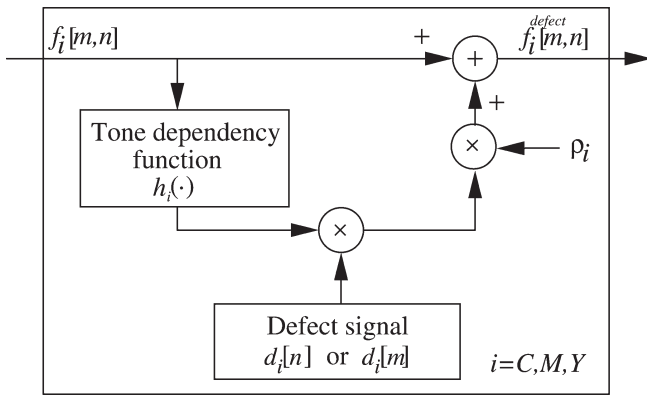 f_i[m,n]
+
+
f_i^{defect}[m,n]
+
Tone dependency
function
h_i(·)
×
ρ_i
×
Defect signal
d_i[n] or d_i[m]
i=C,M,Y